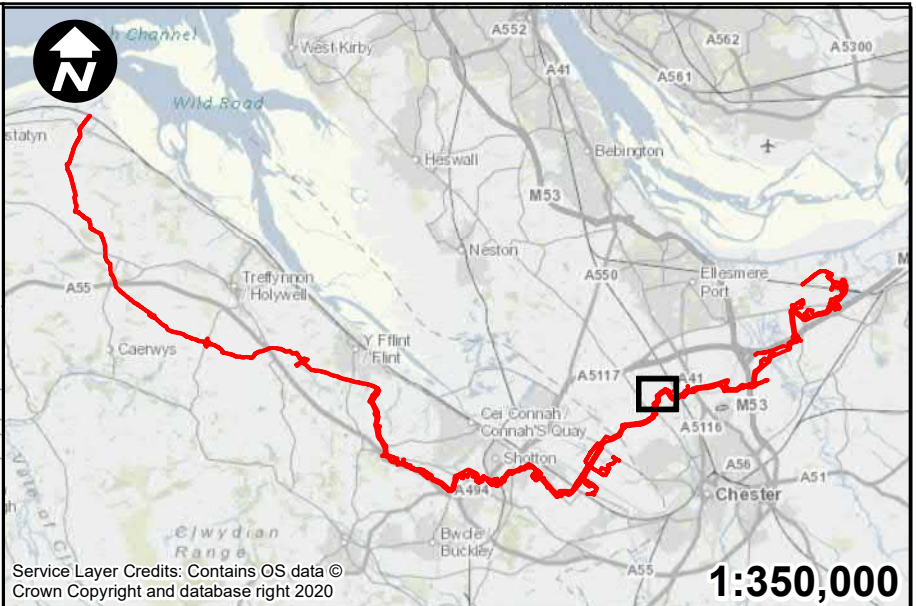 h Channel
West Kirby
A552
A562
A5300
A41
A561
N
Wild Road
statyn
Heswall
Bebington
M53
Neston
A550
Ellesmere
Port
M
Treffynnon
Holywell
A55
Caerwys
Y Fflint
Flint
A5117
A41
M53
A5116
Cei Connah
Connah'S Quay
Shotton
A56
A51
A494
Chester
Vale of C
gh
Clwydian
Range
Bwcle
Buckley
A55
Service Layer Credits: Contains OS data ©
Crown Copyright and database right 2020
1:350,000